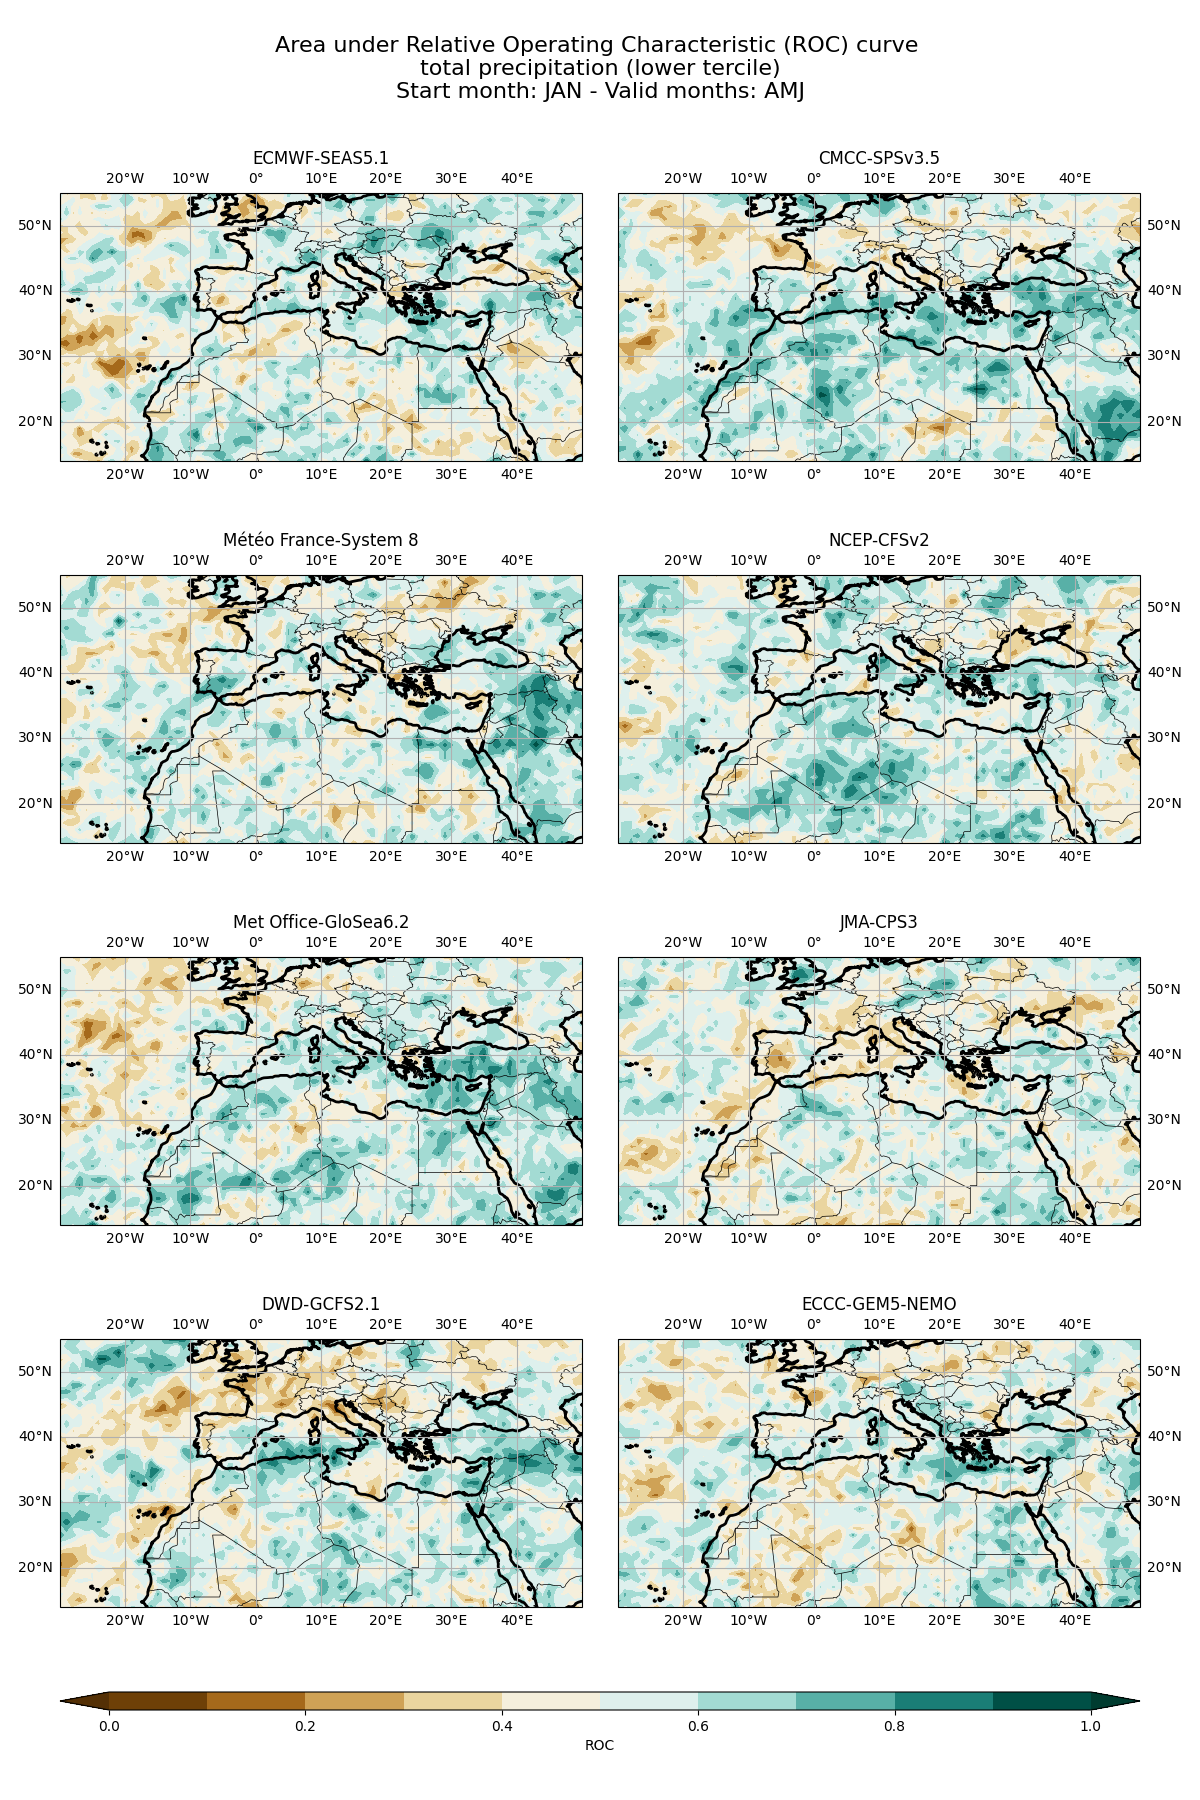 Area under Relative Operating Characteristic (ROC) curve
total precipitation (lower tercile)
Start month: JAN - Valid months: AMJ
ECMWF-SEAS5.1
20°W 10°W 0° 10°E 20°E 30°E 40°E
50°N
40°N
30°N
20°N
20°W 10°W 0° 10°E 20°E 30°E 40°E
CMCC-SPSv3.5
20°W 10°W 0° 10°E 20°E 30°E 40°E
50°N
40°N
30°N
20°N
20°W 10°W 0° 10°E 20°E 30°E 40°E
Météo France-System 8
20°W 10°W 0° 10°E 20°E 30°E 40°E
50°N
40°N
30°N
20°N
20°W 10°W 0° 10°E 20°E 30°E 40°E
NCEP-CFSv2
20°W 10°W 0° 10°E 20°E 30°E 40°E
50°N
40°N
30°N
20°N
20°W 10°W 0° 10°E 20°E 30°E 40°E
Met Office-GloSea6.2
20°W 10°W 0° 10°E 20°E 30°E 40°E
50°N
40°N
30°N
20°N
20°W 10°W 0° 10°E 20°E 30°E 40°E
JMA-CPS3
20°W 10°W 0° 10°E 20°E 30°E 40°E
50°N
40°N
30°N
20°N
20°W 10°W 0° 10°E 20°E 30°E 40°E
DWD-GCFS2.1
20°W 10°W 0° 10°E 20°E 30°E 40°E
50°N
40°N
30°N
20°N
20°W 10°W 0° 10°E 20°E 30°E 40°E
ECCC-GEM5-NEMO
20°W 10°W 0° 10°E 20°E 30°E 40°E
50°N
40°N
30°N
20°N
20°W 10°W 0° 10°E 20°E 30°E 40°E
0.0 0.2 0.4 0.6 0.8 1.0
ROC